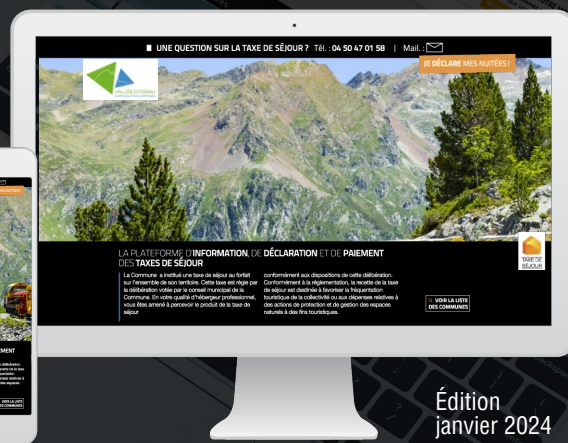 UNE QUESTION SUR LA TAXE DE SÉJOUR ? Tél. : 04 50 47 01 58 | Mail. :
JE DÉCLARE MES NUITÉES !
VALLÉE D'OSSAU
LA PLATEFORME D'INFORMATION, DE DÉCLARATION ET DE PAIEMENT
DES TAXES DE SÉJOUR
La Commune a institué une taxe de séjour au forfait
sur l'ensemble de son territoire. Cette taxe est régie par
la délibération votée par le conseil municipal de la
Commune. En votre qualité d'hébergeur professionnel,
vous êtes amené à percevoir le produit de la taxe de
séjour
conformément aux dispositions de cette délibération.
Conformément à la réglementation, la recette de la taxe
de séjour est destinée à favoriser la fréquentation
touristique de la collectivité ou aux dépenses relatives à
des actions de protection et de gestion des espaces
naturels à des fins touristiques.
TAXE DE
SÉJOUR
VOIR LA LISTE
DES COMMUNES
VOIR LA LISTE
DES COMMUNES
Édition
janvier 2024